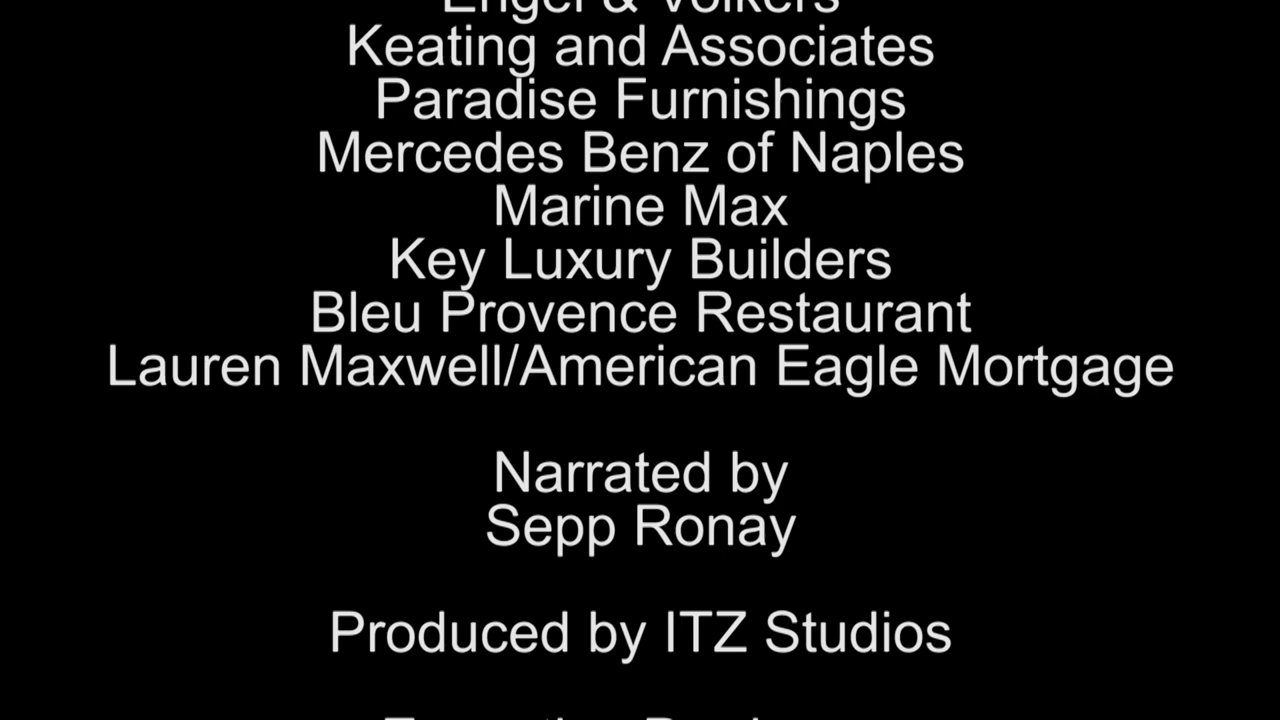 Engel & Völkers
Keating and Associates
Paradise Furnishings
Mercedes Benz of Naples
Marine Max
Key Luxury Builders
Bleu Provence Restaurant
Lauren Maxwell/American Eagle Mortgage
Narrated by
Sepp Ronay
Produced by ITZ Studios